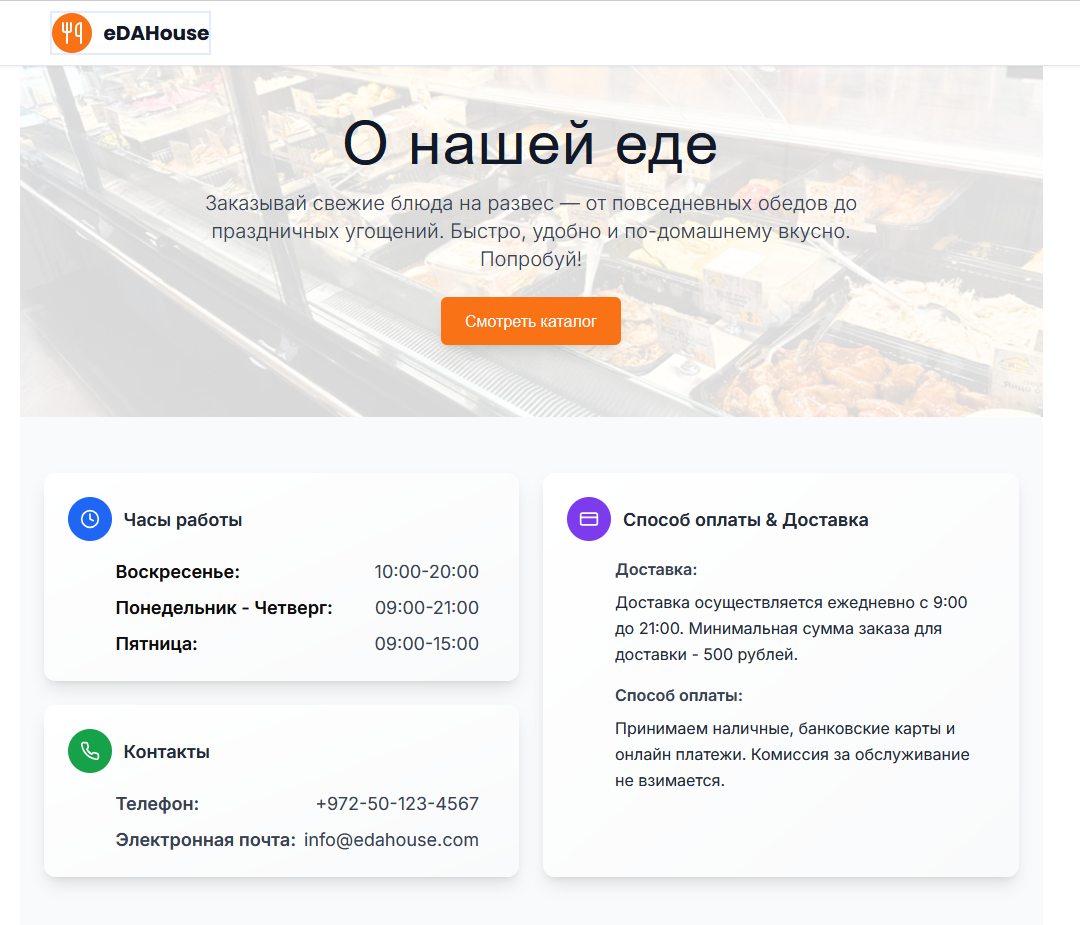 eDAHouse
О нашей еде
Заказывай свежие блюда на развес — от повседневных обедов до
праздничных угощений. Быстро, удобно и по-домашнему вкусно.
Попробуй!
Смотреть каталог
Часы работы
Воскресенье: 10:00-20:00
Понедельник - Четверг: 09:00-21:00
Пятница: 09:00-15:00
Контакты
Телефон: +972-50-123-4567
Электронная почта: info@edahouse.com
Способ оплаты & Доставка
Доставка:
Доставка осуществляется ежедневно с 9:00
до 21:00. Минимальная сумма заказа для
доставки - 500 рублей.
Способ оплаты:
Принимаем наличные, банковские карты и
онлайн платежи. Комиссия за обслуживание
не взимается.